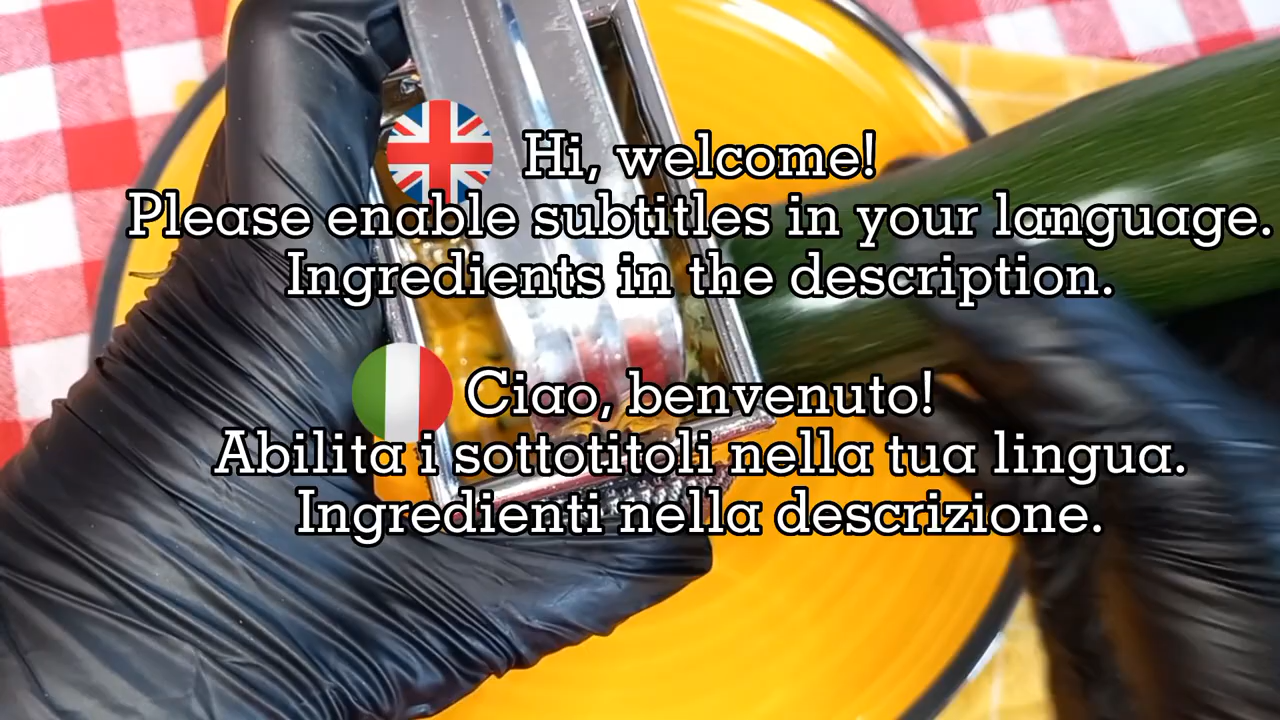 Hi, welcome!
Please enable subtitles in your language.
Ingredients in the description.
Ciao, benvenuto!
Abilita i sottotitoli nella tua lingua.
Ingredienti nella descrizione.